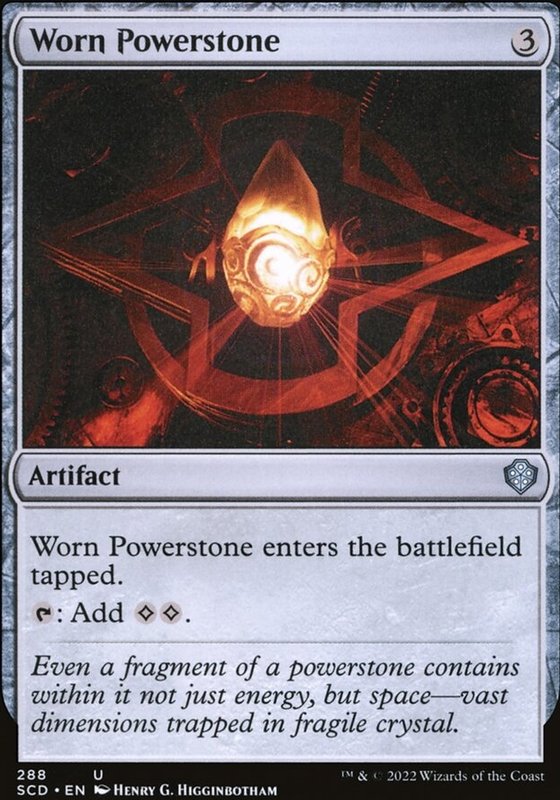 Worn Powerstone 3
Artifact
Worn Powerstone enters the battlefield
tapped.
: Add .
Even a fragment of a powerstone contains
within it not just energy, but space—vast
dimensions trapped in fragile crystal.
288 U
SCD • EN Henry G. Higginbotham
™ & © 2022 Wizards of the Coast